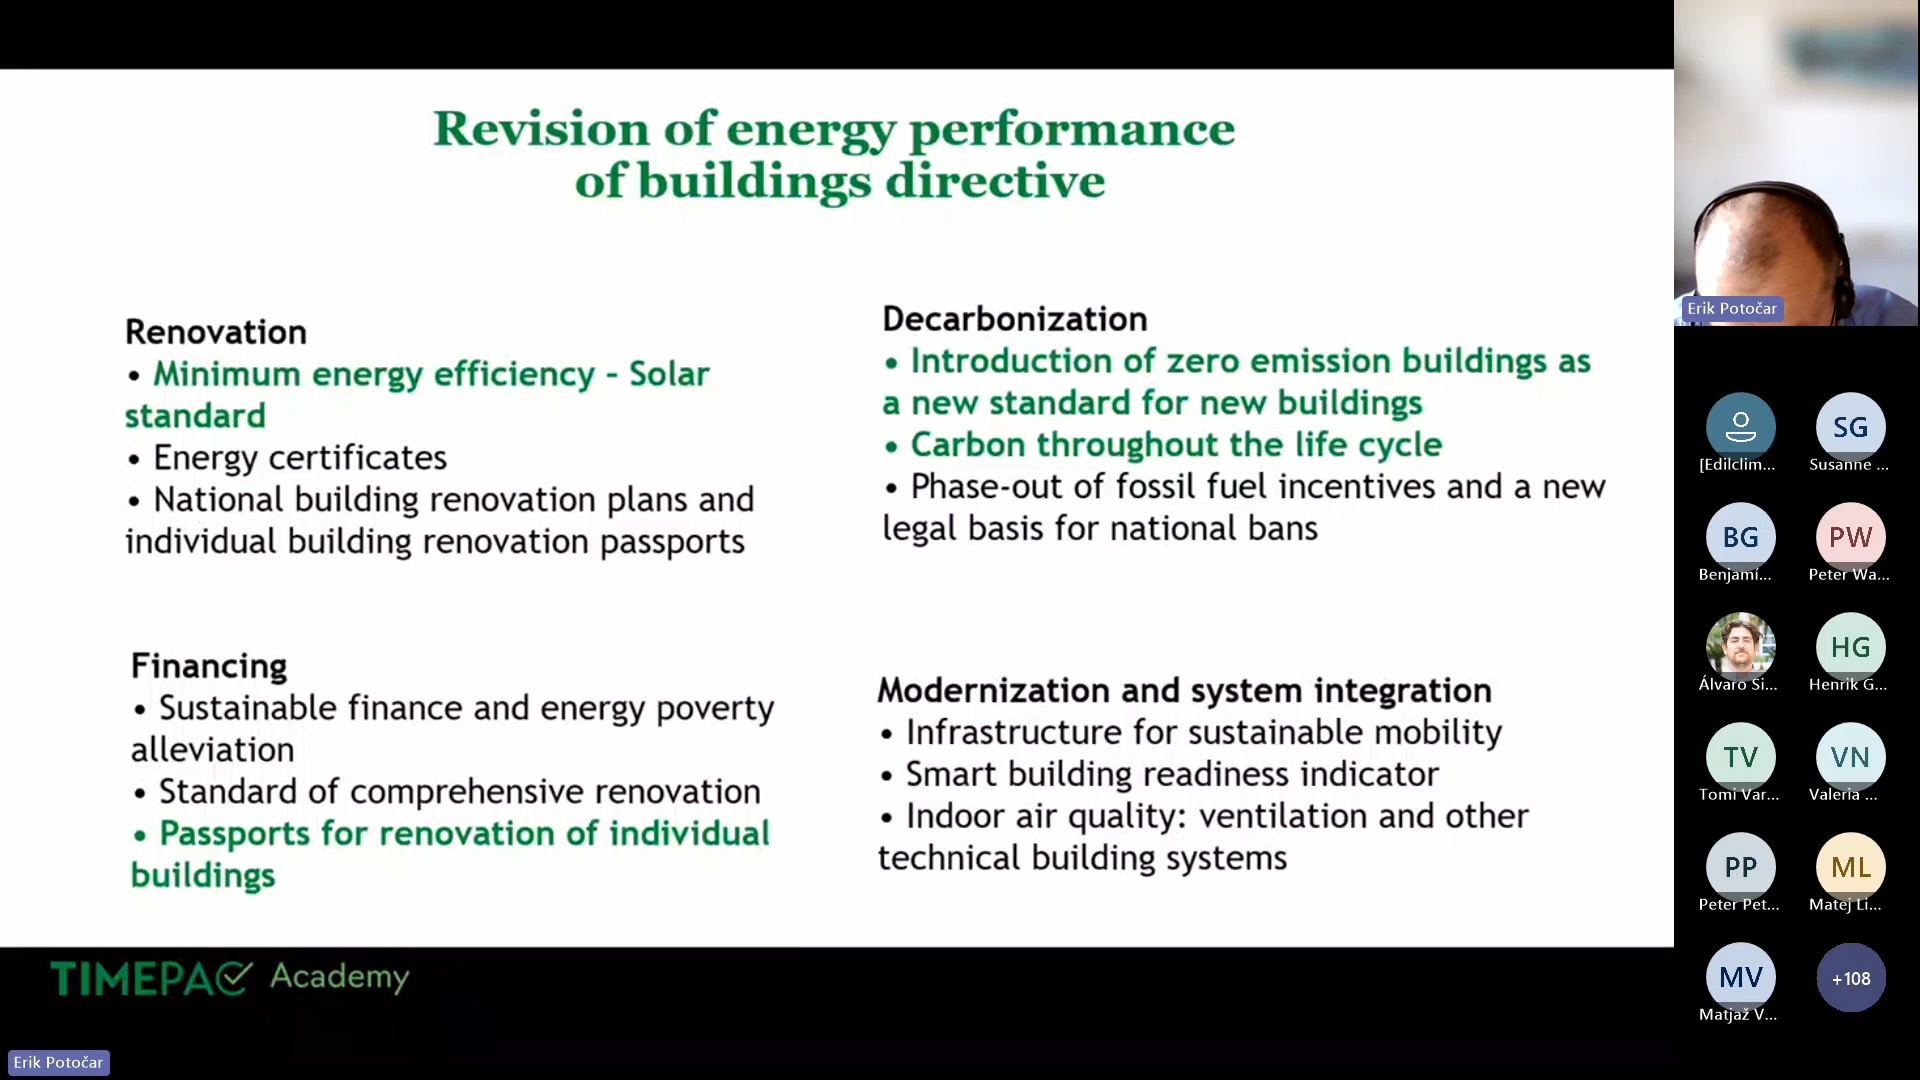 Revision of energy performance
of buildings directive
Renovation
• Minimum energy efficiency – Solar
standard
• Energy certificates
• National building renovation plans and
individual building renovation passports
Decarbonization
• Introduction of zero emission buildings as
a new standard for new buildings
• Carbon throughout the life cycle
• Phase-out of fossil fuel incentives and a new
legal basis for national bans
Financing
• Sustainable finance and energy poverty
alleviation
• Standard of comprehensive renovation
• Passports for renovation of individual
buildings
Modernization and system integration
• Infrastructure for sustainable mobility
• Smart building readiness indicator
• Indoor air quality: ventilation and other
technical building systems
TIMEPAC Academy
Erik Potočar
Erik Potočar
[Edilclim...
SG
Susanne ...
BG
Benjamí...
PW
Peter Wa...
Álvaro Si...
HG
Henrik G...
TV
Tomi Var...
VN
Valeria ...
PP
Peter Pet...
ML
Matej Li...
MV
Matjaž V...
+108